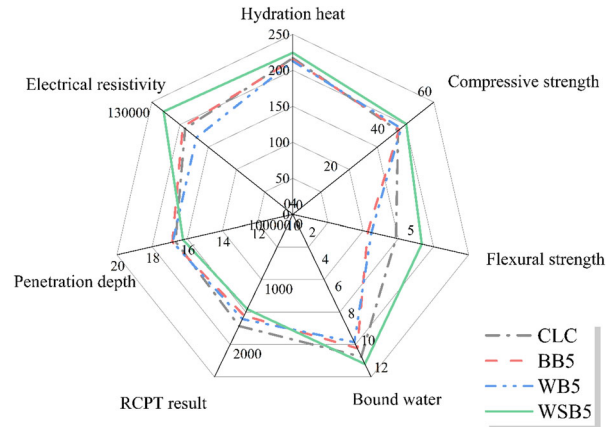 Hydration heat
250
200
150
100
50
Electrical resistivity
130000
Compressive strength
60
40
20
Flexural strength
5
Penetration depth
20
18
16
14
12
100000
2
4
6
8
10
12
1000
2000
RCPT result
Bound water
CLC
BB5
WB5
WSB5